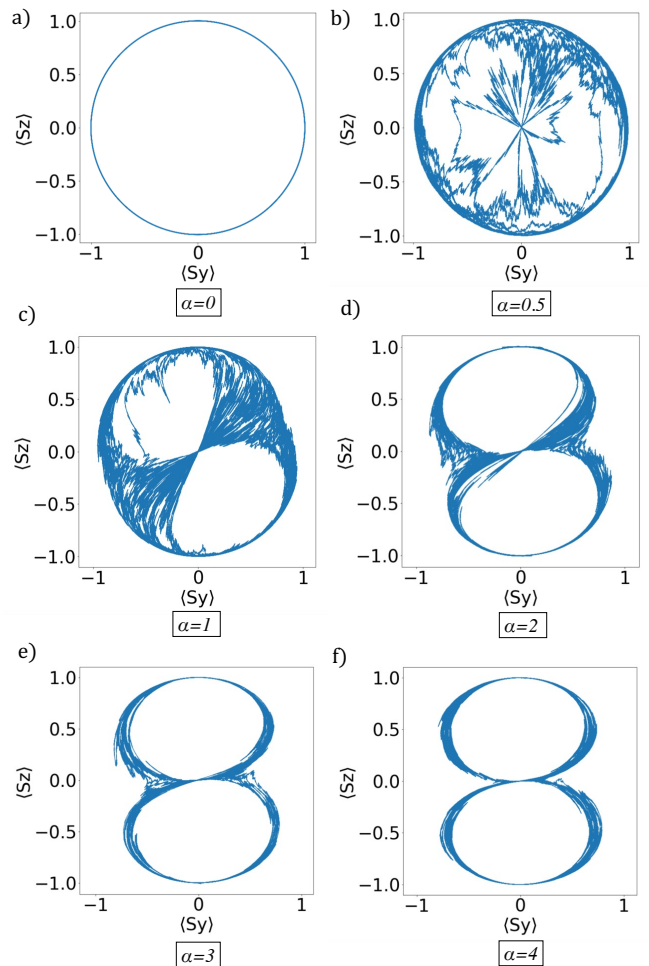 a)
1.0
0.5
0.0
−0.5
−1.0
⟨Sz⟩
−1 0 1
⟨Sy⟩
α=0
b)
1.0
0.5
0.0
−0.5
−1.0
⟨Sz⟩
−1 0 1
⟨Sy⟩
α=0.5
c)
1.0
0.5
0.0
−0.5
−1.0
⟨Sz⟩
−1 0 1
⟨Sy⟩
α=1
d)
1.0
0.5
0.0
−0.5
−1.0
⟨Sz⟩
−1 0 1
⟨Sy⟩
α=2
e)
1.0
0.5
0.0
−0.5
−1.0
⟨Sz⟩
−1 0 1
⟨Sy⟩
α=3
f)
1.0
0.5
0.0
−0.5
−1.0
⟨Sz⟩
−1 0 1
⟨Sy⟩
α=4